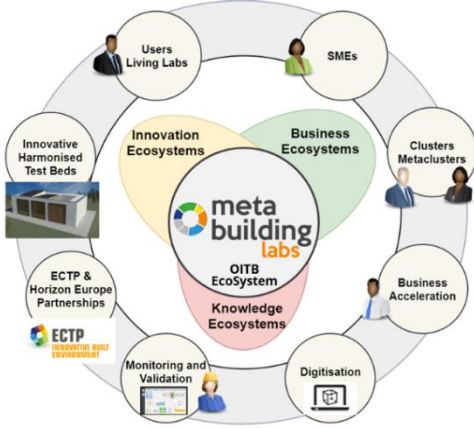 Users
Living Labs
SMEs
Innovative
Harmonised
Test Beds
Innovation
Ecosystems
Business
Ecosystems
Clusters
Metaclusters
meta
building
labs
OITB
EcoSystem
ECTP &
Horizon Europe
Partnerships
ECTP
INNOVATIVE BUILT
ENVIRONMENT
Knowledge
Ecosystems
Business
Acceleration
Monitoring and
Validation
Digitisation